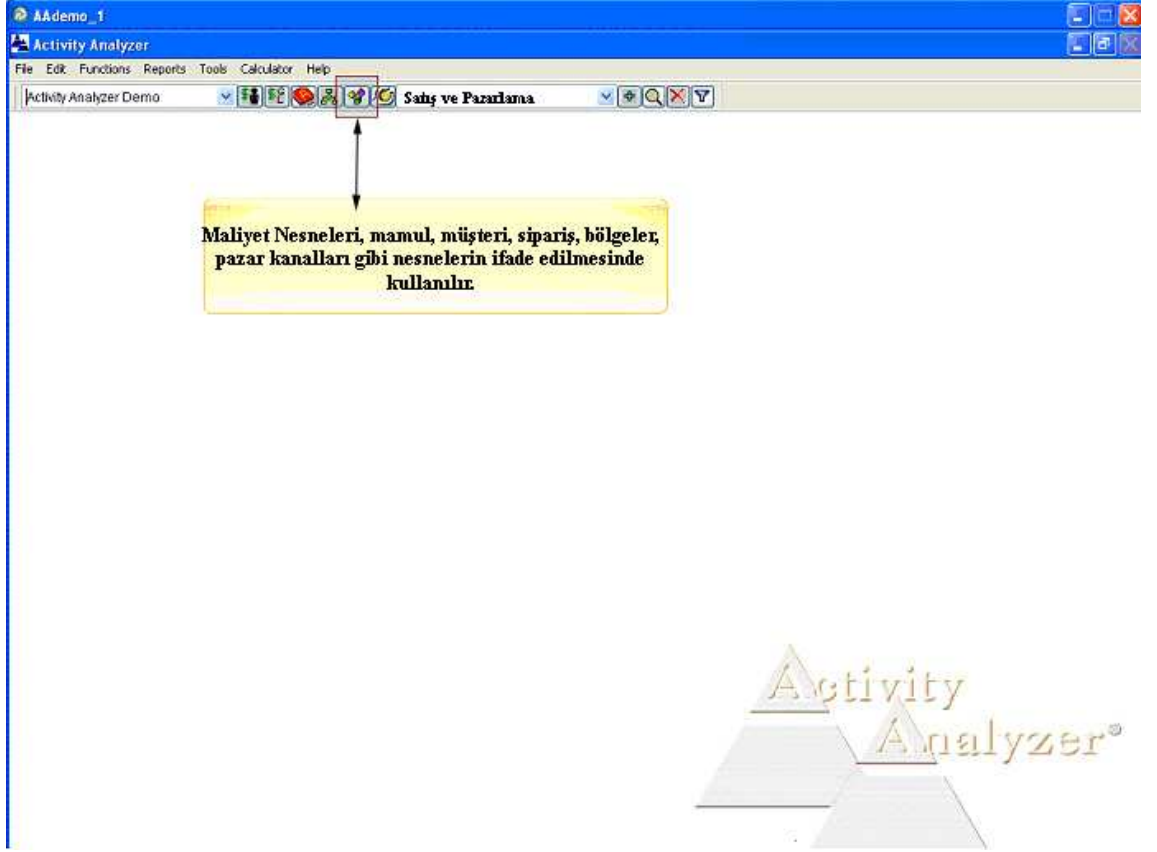 AAdemo_1
Activity Analyzer
File Edit Functions Reports Tools Calculator Help
Activity Analyzer Demo Satış ve Pazarlama
Maliyet Nesneleri, mamul, müşteri, sipariş, bölgeler,
pazar kanalları gibi nesnelerin ifade edilmesinde
kullanılır.
Activity
Analyzer®